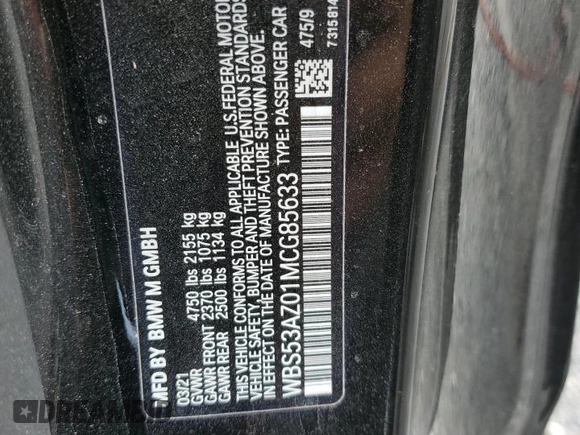 MFD BY BMW M GMBH
03/21
GVWR 4750 lbs 2155 kg
GAWR FRONT 2370 lbs 1075 kg
GAWR REAR 2500 lbs 1134 kg
THIS VEHICLE CONFORMS TO ALL APPLICABLE U.S.FEDERAL MOTOR
VEHICLE SAFETY, BUMPER AND THEFT PREVENTION STANDARDS
IN EFFECT ON THE DATE OF MANUFACTURE SHOWN ABOVE.
WBS53AZ01MCG85633 TYPE: PASSENGER CAR
475/9
7315814
DREAMBID